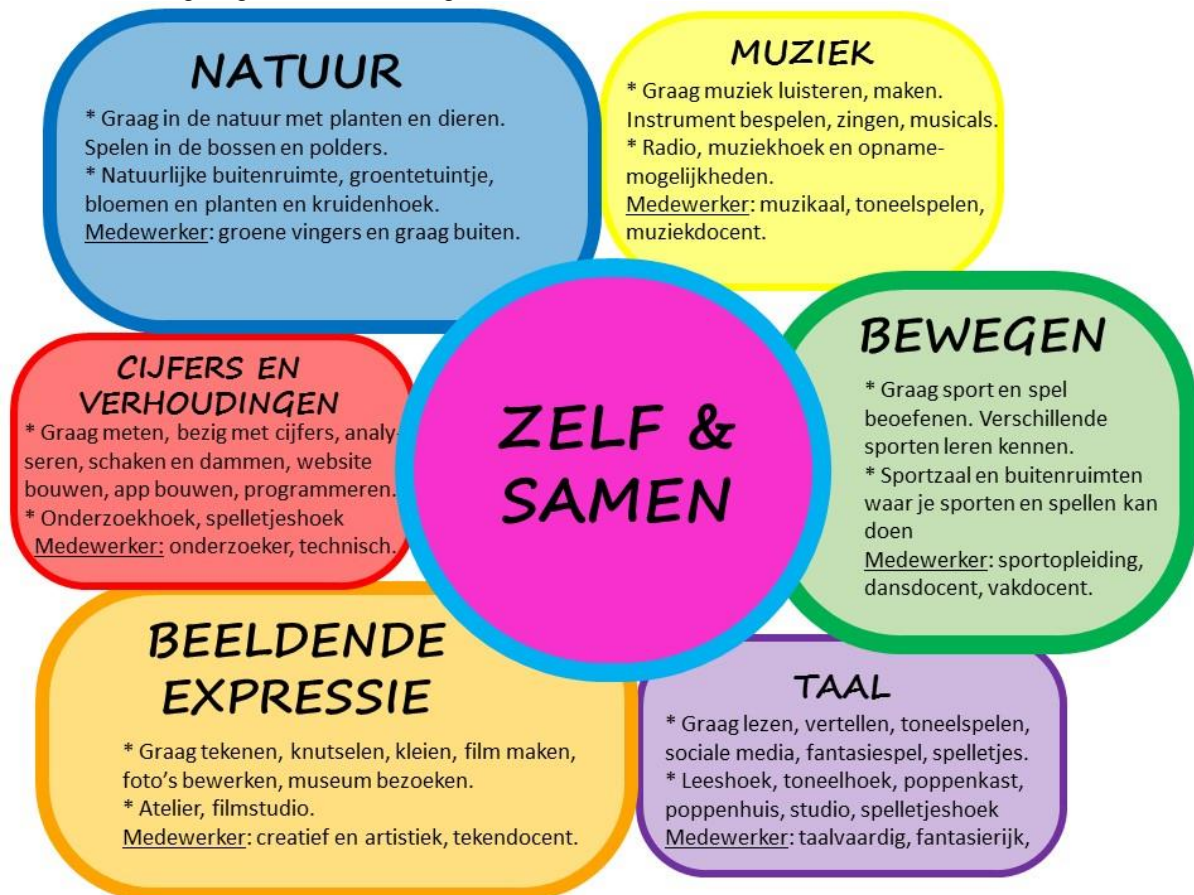 NATUUR
* Graag in de natuur met planten en dieren.
Spelen in de bossen en polders.
* Natuurlijke buitenruimte, groentetuintje,
bloemen en planten en kruidenhoek.
Medewerker: groene vingers en graag buiten.
MUZIEK
* Graag muziek luisteren, maken.
Instrument bespelen, zingen, musicals.
* Radio, muziekhoek en opname-
mogelijkheden.
Medewerker: muzikaal, toneelspelen,
muziekdocent.
CIJFERS EN
VERHOUDINGEN
* Graag meten, bezig met cijfers, analy-
seren, schaken en dammen, website
bouwen, app bouwen, programmeren.
* Onderzoekhoek, spelletjeshoek
Medewerker: onderzoeker, technisch.
ZELF &
SAMEN
BEWEGEN
* Graag sport en spel
beoefenen. Verschillende
sporten leren kennen.
* Sportzaal en buitenruimten
waar je sporten en spellen kan
doen
Medewerker: sportopleiding,
dansdocent, vakdocent.
BEELDENDE
EXPRESSIE
* Graag tekenen, knutselen, kleien, film maken,
foto's bewerken, museum bezoeken.
* Atelier, filmstudio.
Medewerker: creatief en artistiek, tekendocent.
TAAL
* Graag lezen, vertellen, toneelspelen,
sociale media, fantasiespel, spelletjes.
* Leeshoek, toneelhoek, poppenkast,
poppenhuis, studio, spelletjeshoek
Medewerker: taalvaardig, fantasierijk,